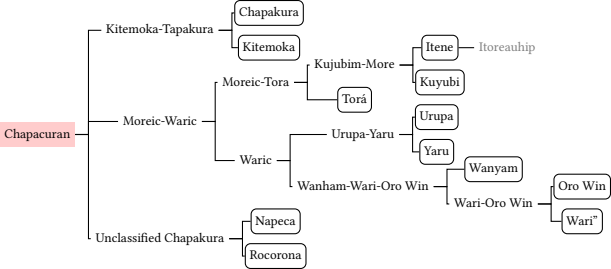 Chapakura
Kitemoka-Tapakura
Kitemoka
Itene
Itoreauhip
Kujubim-More
Moreic-Tora
Kuyubi
Torá
Urupa
Moreic-Waric
Chapacuran
Urupa-Yaru
Yaru
Waric
Wanyam
Wanham-Wari-Oro Win
Oro Win
Wari-Oro Win
Wari”
Napeca
Unclassified Chapakura
Rocorona